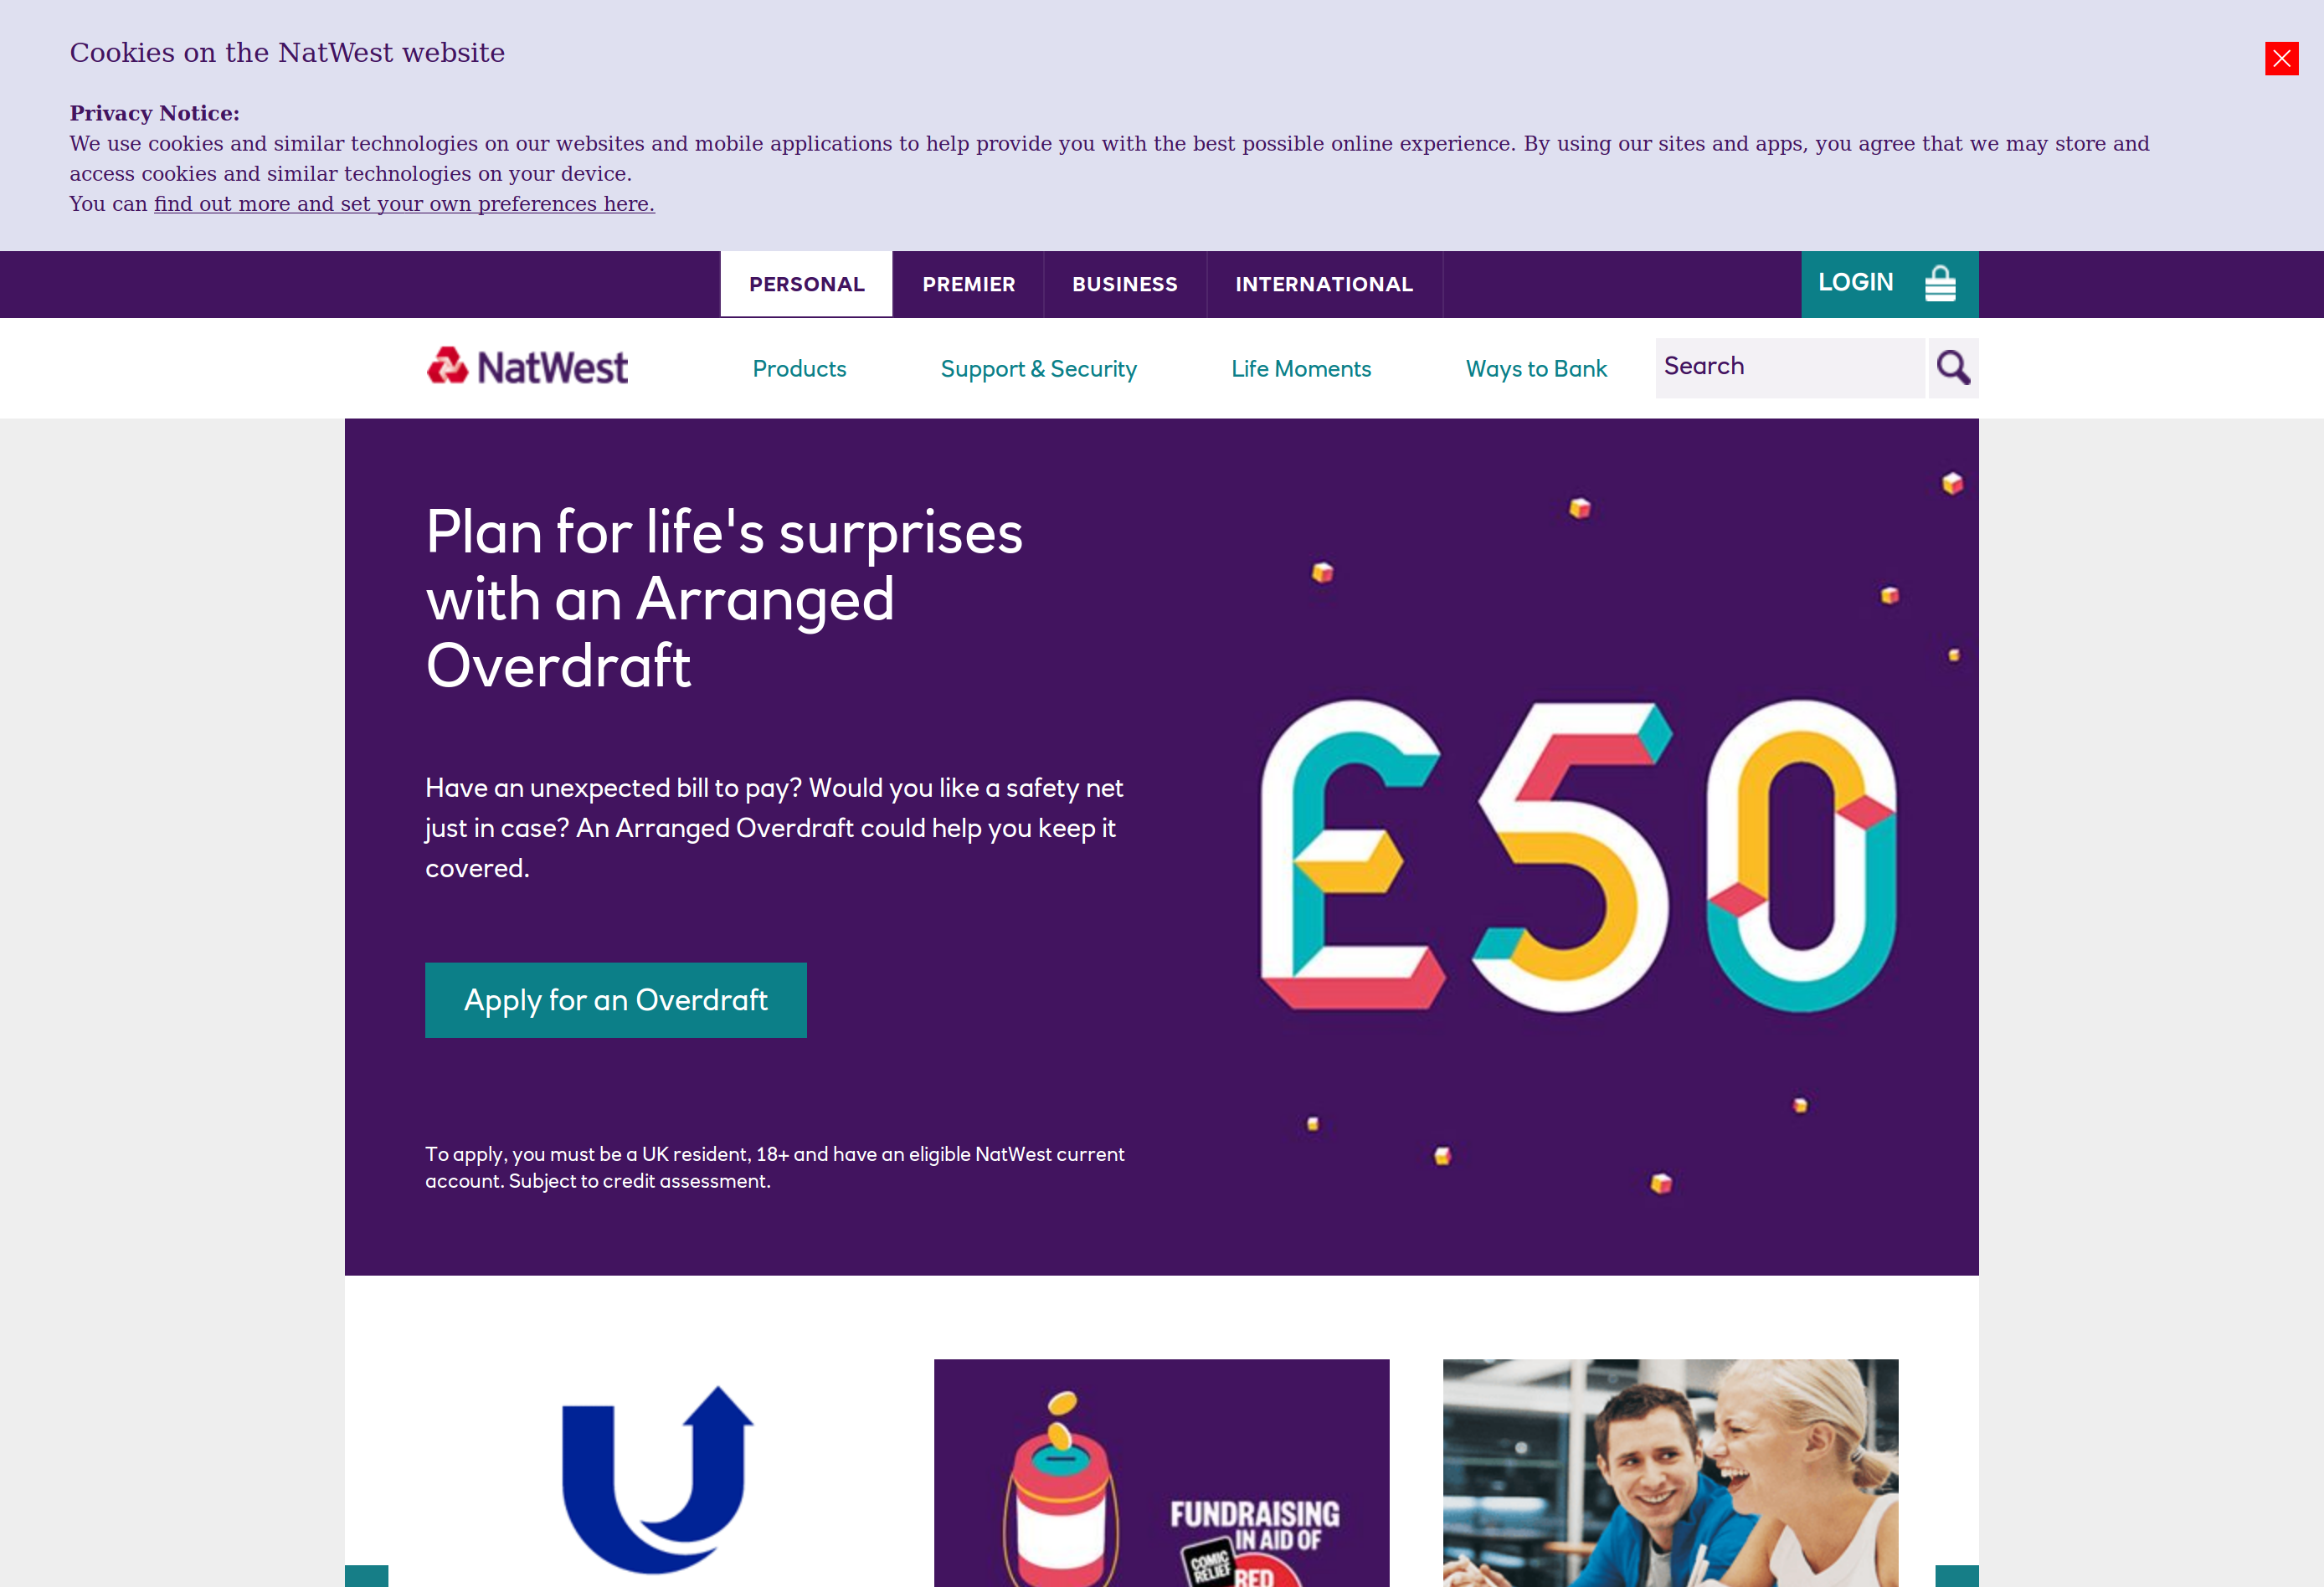 Cookies on the NatWest website
Privacy Notice:
We use cookies and similar technologies on our websites and mobile applications to help provide you with the best possible online experience. By using our sites and apps, you agree that we may store and
access cookies and similar technologies on your device.
You can find out more and set your own preferences here.
PERSONAL
PREMIER
BUSINESS
INTERNATIONAL
LOGIN
NatWest
Products
Support & Security
Life Moments
Ways to Bank
Search
Plan for life's surprises
with an Arranged
Overdraft
Have an unexpected bill to pay? Would you like a safety net
just in case? An Arranged Overdraft could help you keep it
covered.
£50
Apply for an Overdraft
To apply, you must be a UK resident, 18+ and have an eligible NatWest current
account. Subject to credit assessment.
FUNDRAISING
IN AID OF
COMIC
RELIEF
RED